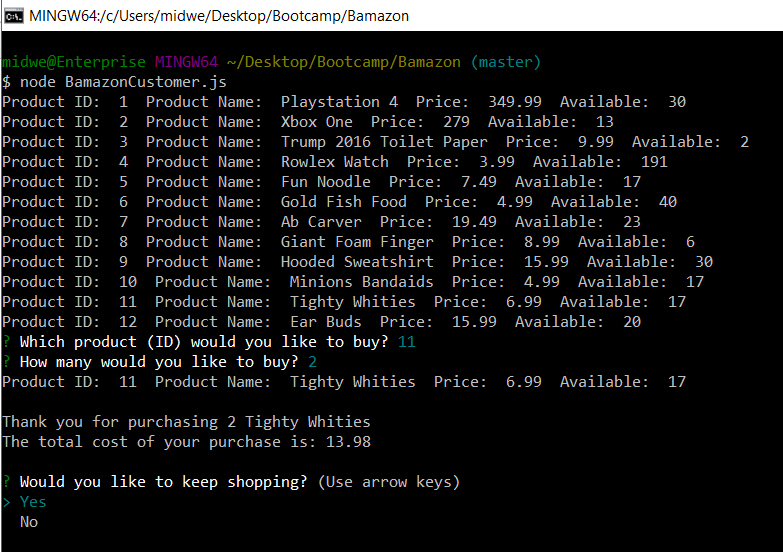 MINGW64:/c/Users/midwe/Desktop/Bootcamp/Bamazon
midwe@Enterprise MINGW64 ~/Desktop/Bootcamp/Bamazon (master)
$ node BamazonCustomer.js
Product ID:  1  Product Name:  Playstation 4  Price:  349.99  Available:  30
Product ID:  2  Product Name:  Xbox One  Price:  279  Available:  13
Product ID:  3  Product Name:  Trump 2016 Toilet Paper  Price:  9.99  Available:  2
Product ID:  4  Product Name:  Rowlex Watch  Price:  3.99  Available:  191
Product ID:  5  Product Name:  Fun Noodle  Price:  7.49  Available:  17
Product ID:  6  Product Name:  Gold Fish Food  Price:  4.99  Available:  40
Product ID:  7  Product Name:  Ab Carver  Price:  19.49  Available:  23
Product ID:  8  Product Name:  Giant Foam Finger  Price:  8.99  Available:  6
Product ID:  9  Product Name:  Hooded Sweatshirt  Price:  15.99  Available:  30
Product ID:  10  Product Name:  Minions Bandaids  Price:  4.99  Available:  17
Product ID:  11  Product Name:  Tighty Whities  Price:  6.99  Available:  17
Product ID:  12  Product Name:  Ear Buds  Price:  15.99  Available:  20
? Which product (ID) would you like to buy? 11
? How many would you like to buy? 2
Product ID:  11  Product Name:  Tighty Whities  Price:  6.99  Available:  17
Thank you for purchasing 2 Tighty Whities
The total cost of your purchase is: 13.98
? Would you like to keep shopping? (Use arrow keys)
> Yes
  No